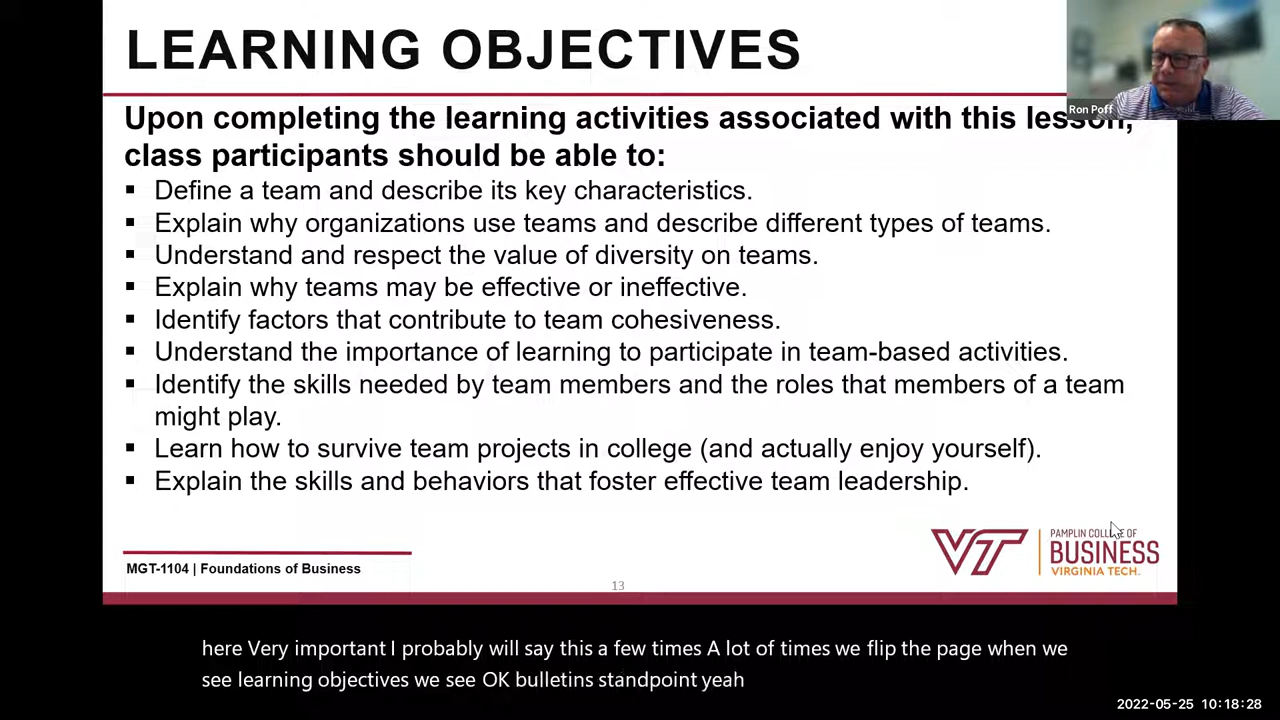 LEARNING OBJECTIVES
Ron Poff
Upon completing the learning activities associated with this lesson,
class participants should be able to:
▪ Define a team and describe its key characteristics.
▪ Explain why organizations use teams and describe different types of teams.
▪ Understand and respect the value of diversity on teams.
▪ Explain why teams may be effective or ineffective.
▪ Identify factors that contribute to team cohesiveness.
▪ Understand the importance of learning to participate in team-based activities.
▪ Identify the skills needed by team members and the roles that members of a team
might play.
▪ Learn how to survive team projects in college (and actually enjoy yourself).
▪ Explain the skills and behaviors that foster effective team leadership.
VT
PAMPLIN COLLEGE OF
BUSINESS
VIRGINIA TECH.
MGT-1104 | Foundations of Business
13
here Very important I probably will say this a few times A lot of times we flip the page when we
see learning objectives we see OK bulletins standpoint yeah
2022-05-25 10:18:28